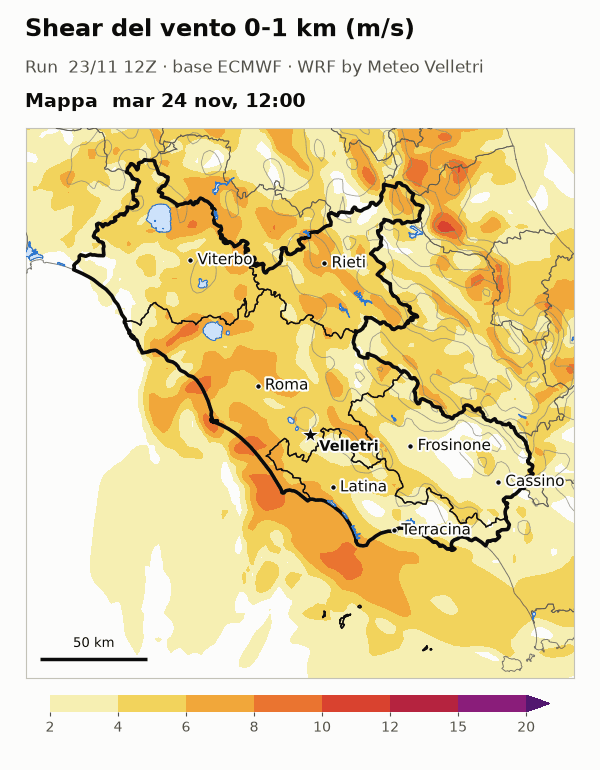 Shear del vento 0-1 km (m/s)
Run  23/11 12Z · base ECMWF · WRF by Meteo Velletri
Mappa  mar 24 nov, 12:00
Viterbo
Rieti
Roma
Velletri
Frosinone
Latina
Cassino
Terracina
50 km
2 4 6 8 10 12 15 20